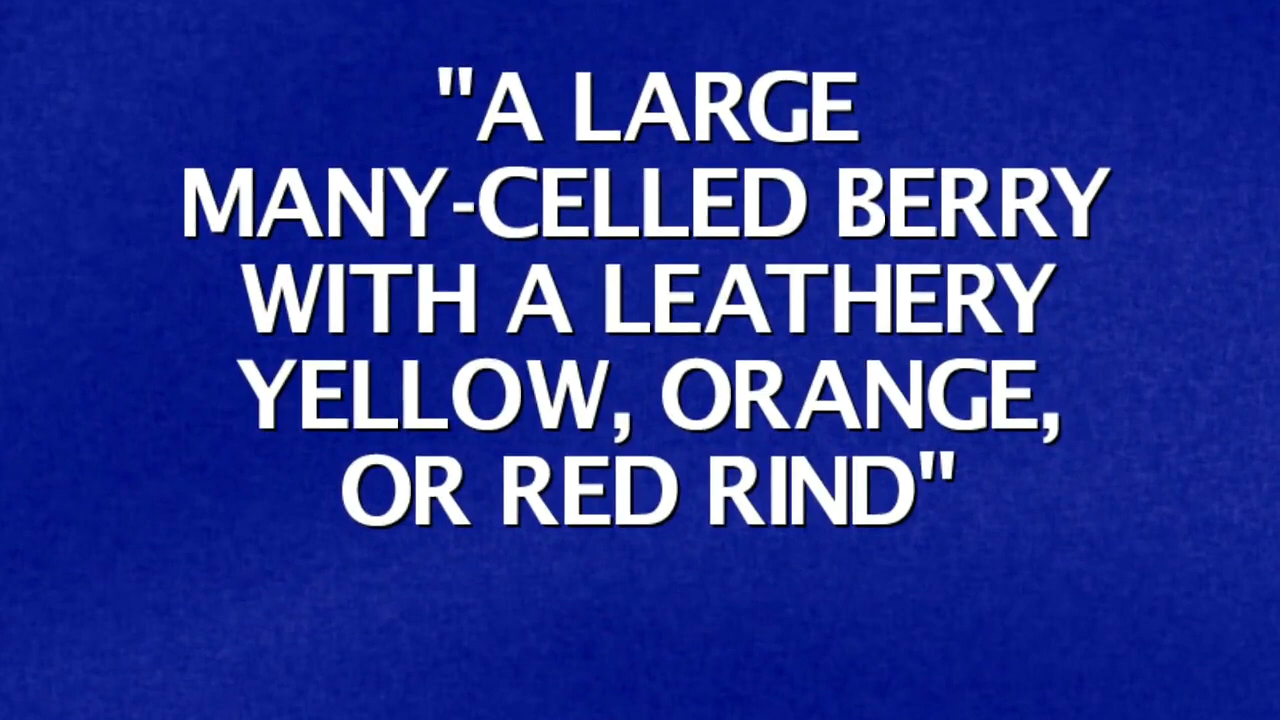 "A LARGE
MANY-CELLED BERRY
WITH A LEATHERY
YELLOW, ORANGE,
OR RED RIND"